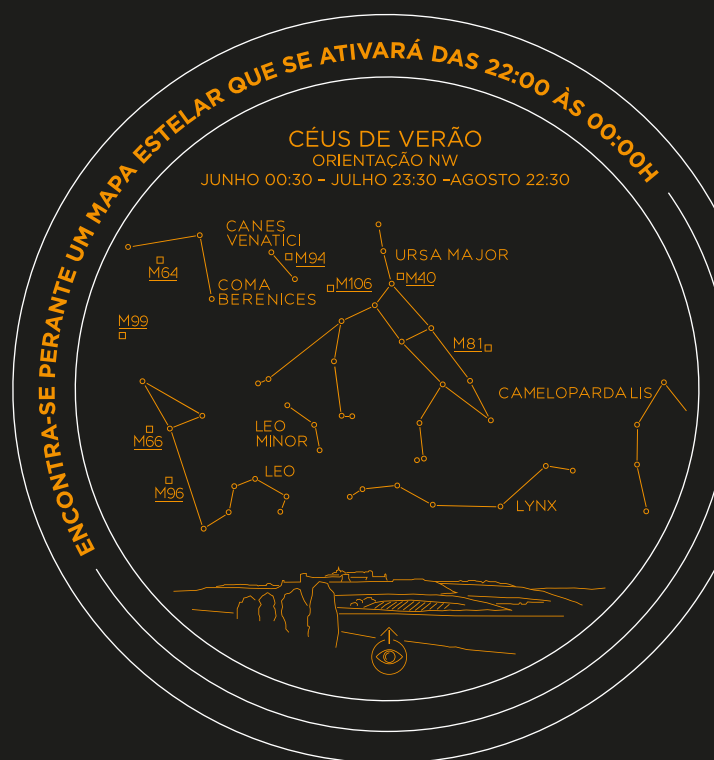 ENCONTRA-SE PERANTE UM MAPA ESTELAR QUE SE ATIVARÁ DAS 22:00 ÀS 00:00H
CÉUS DE VERÃO
ORIENTAÇÃO NW
JUNHO 00:30 – JULHO 23:30 –AGOSTO 22:30
CANES
VENATICI
M94
URSA MAJOR
M64
M40
COMA
BERENICES
M106
M99
M81
CAMELOPARDALIS
LEO
MINOR
M66
LEO
M96
LYNX